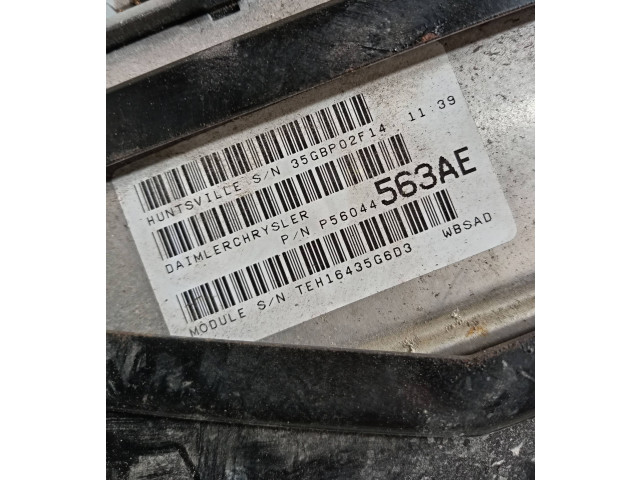 HUNTSVILLE S/N 35GBP02F14 11:39
DAIMLERCHRYSLER
P/N P56044563AE
MODULE S/N TEH16435G6D3 WBSAD